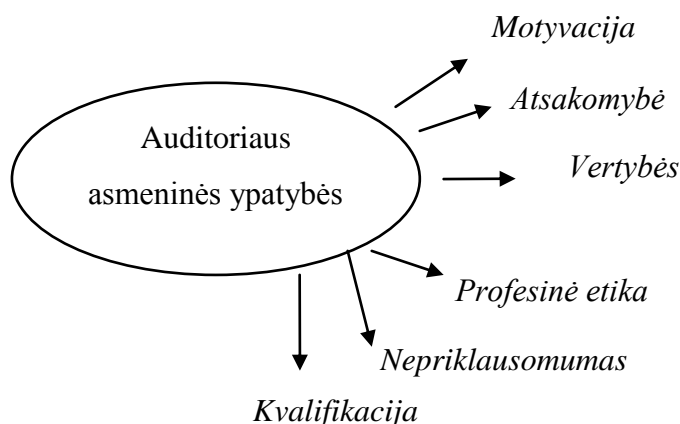 Motyvacija
Atsakomybė
Auditoriaus
asmeninės ypatybės
Vertybės
Profesinė etika
Nepriklausomumas
Kvalifikacija